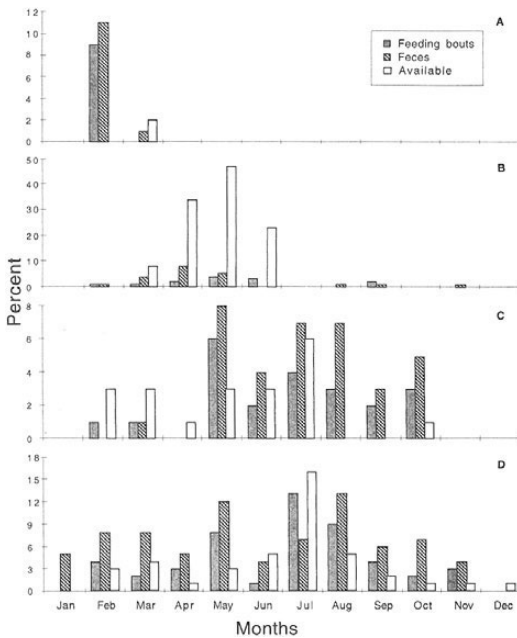 12
10
8
6
4
2
0
A
Feeding bouts
Feces
Available
50
40
30
20
10
0
B
8
6
4
2
0
C
18
15
12
9
6
3
0
D
Percent
Jan Feb Mar Apr May Jun Jul Aug Sep Oct Nov Dec
Months